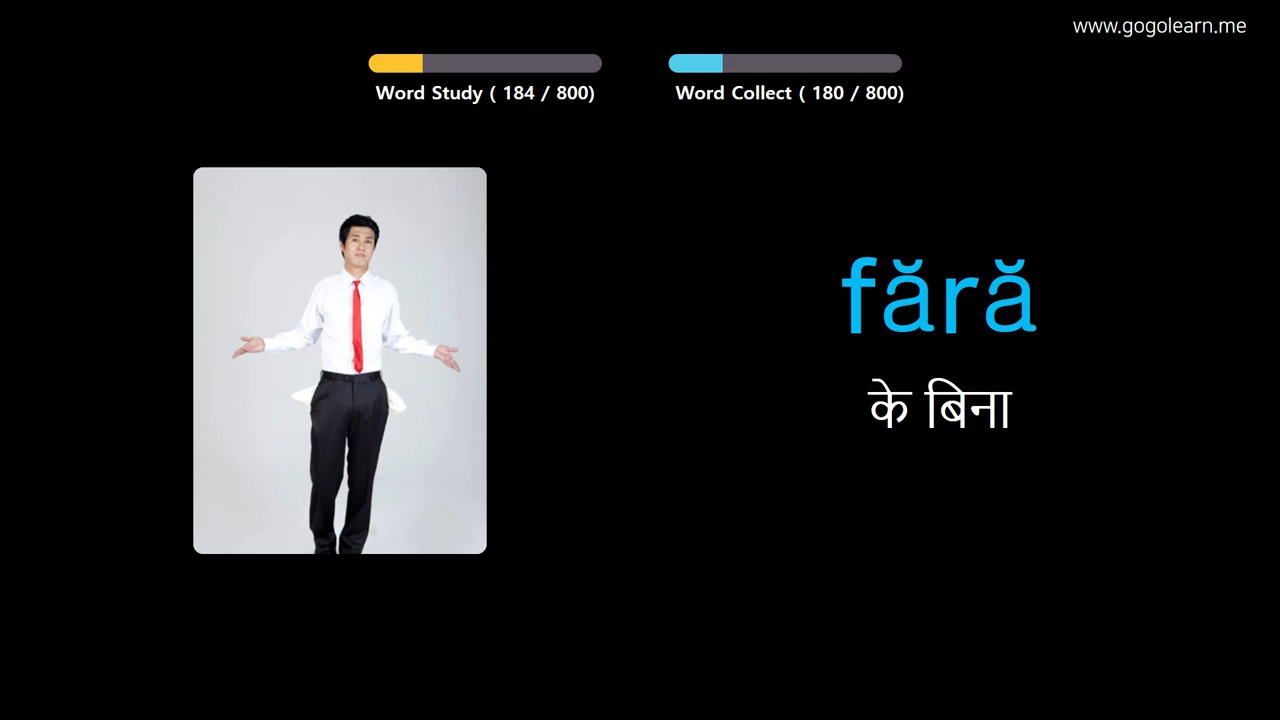 www.gogolearn.me
Word Study ( 184 / 800)
Word Collect ( 180 / 800)
fără
के बिना